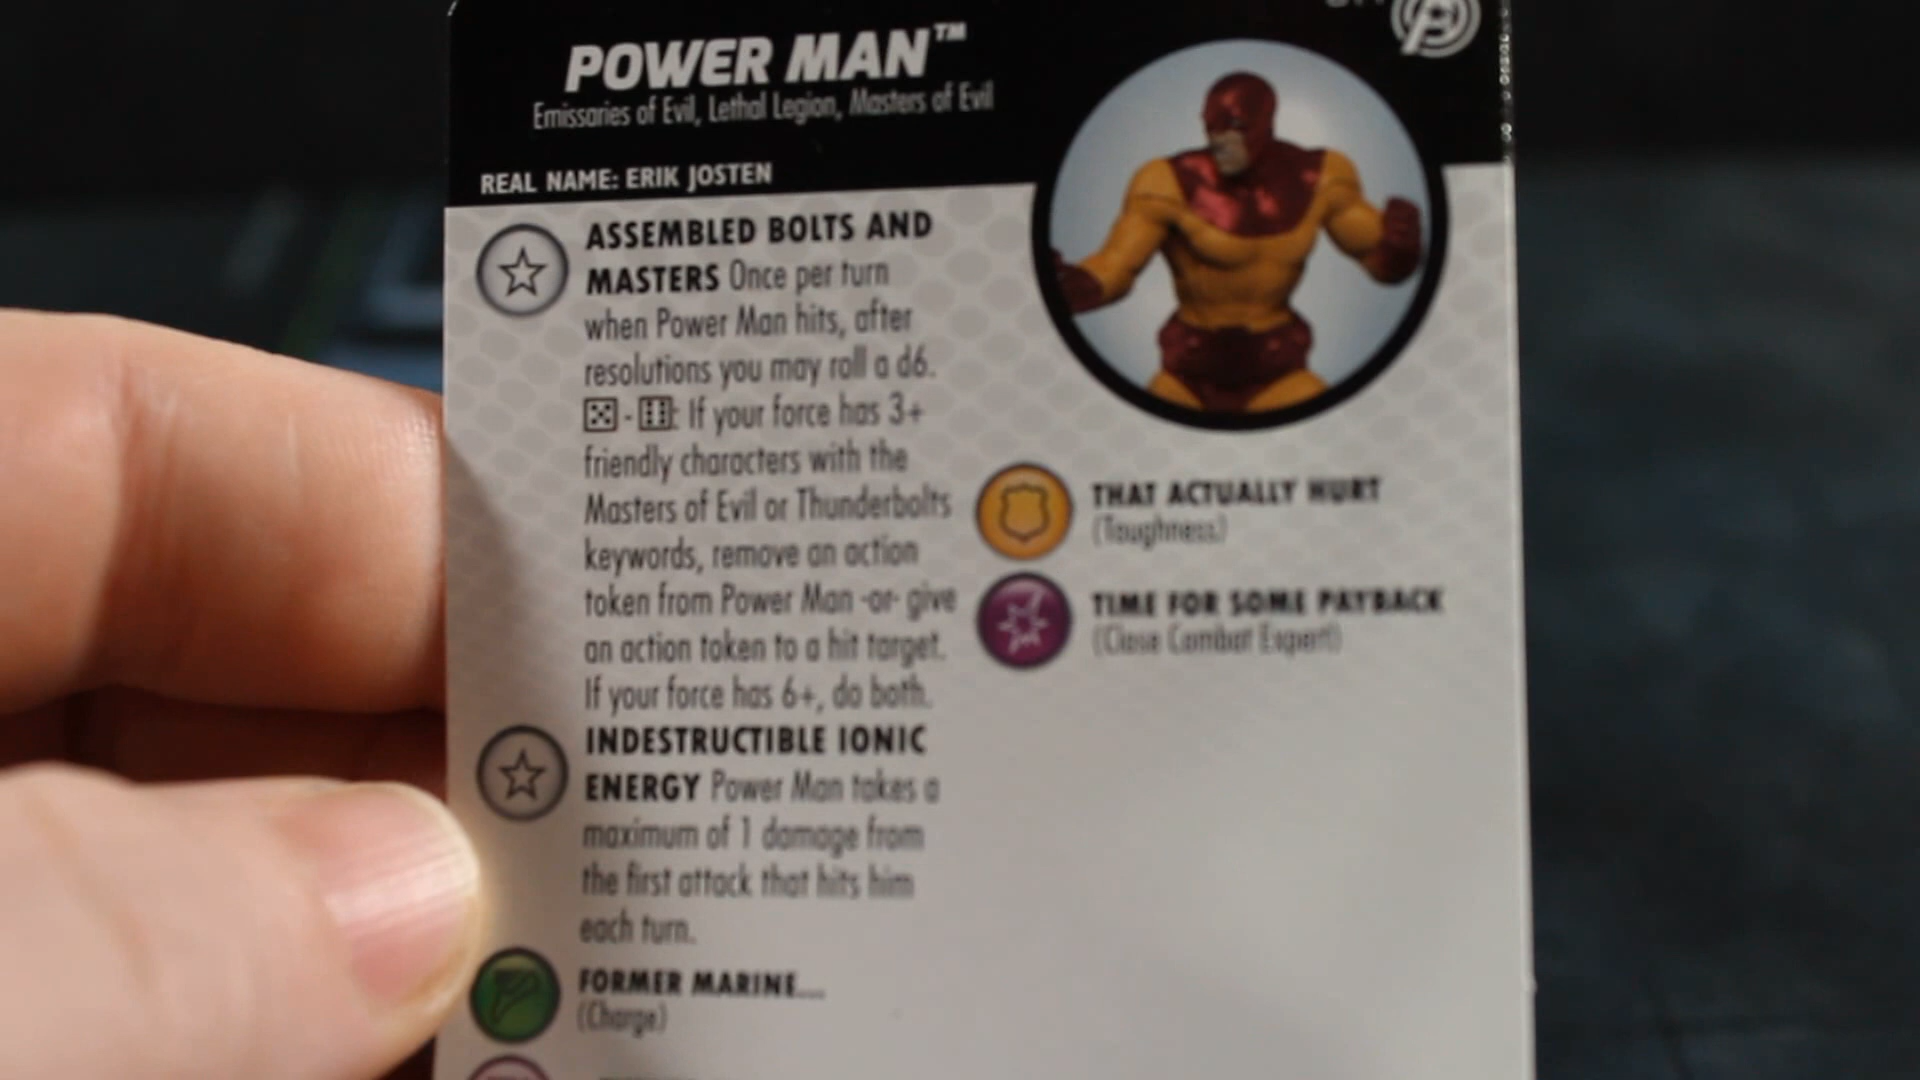 POWER MAN™
Emissaries of Evil, Lethal Legion, Masters of Evil
REAL NAME: ERIK JOSTEN
ASSEMBLED BOLTS AND
MASTERS Once per turn
when Power Man hits, after
resolutions you may roll a d6.
⚄ - ⚅: If your force has 3+
friendly characters with the
Masters of Evil or Thunderbolts
keywords, remove an action
token from Power Man -or- give
an action token to a hit target.
If your force has 6+, do both.
INDESTRUCTIBLE IONIC
ENERGY Power Man takes a
maximum of 1 damage from
the first attack that hits him
each turn.
FORMER MARINE...
(Charge)
THAT ACTUALLY HURT
(Toughness)
TIME FOR SOME PAYBACK
(Close Combat Expert)